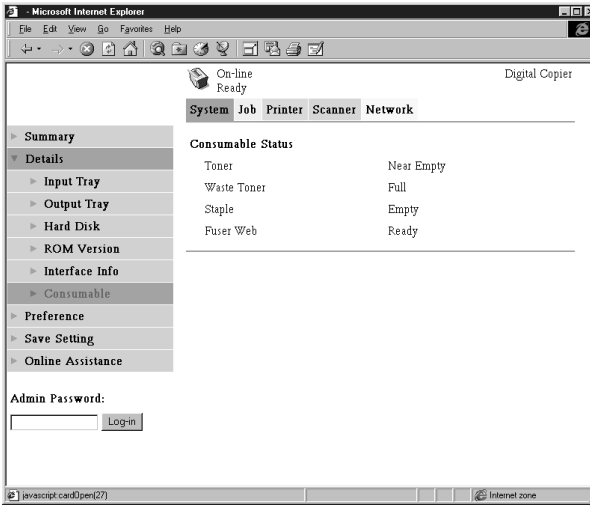 - Microsoft Internet Explorer
File Edit View Go Favorites Help
On-line
Ready
Digital Copier
System Job Printer Scanner Network
Summary
Details
Input Tray
Output Tray
Hard Disk
ROM Version
Interface Info
Consumable
Preference
Save Setting
Online Assistance
Admin Password:
Log-in
Consumable Status
Toner Near Empty
Waste Toner Full
Staple Empty
Fuser Web Ready
javascript:cardOpen(27) Internet zone